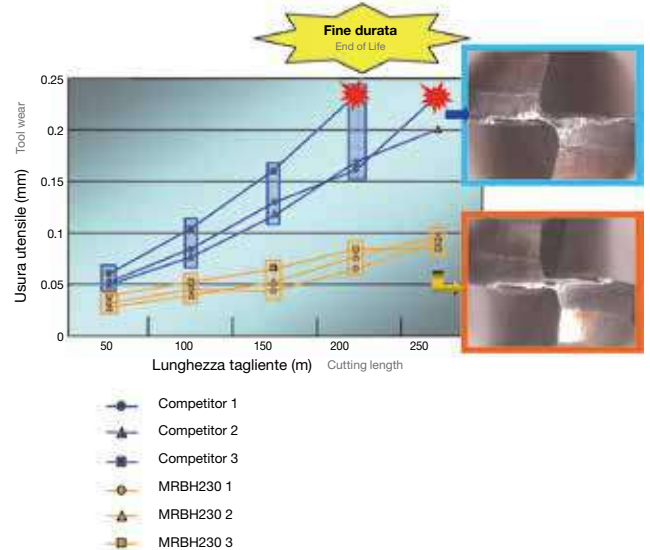 Fine durata
End of Life
0.25
0.2
0.15
0.1
0.05
0
Usura utensile (mm)
Tool wear
50
100
150
200
250
Lunghezza tagliente (m) Cutting length
Competitor 1
Competitor 2
Competitor 3
MRBH230 1
MRBH230 2
MRBH230 3